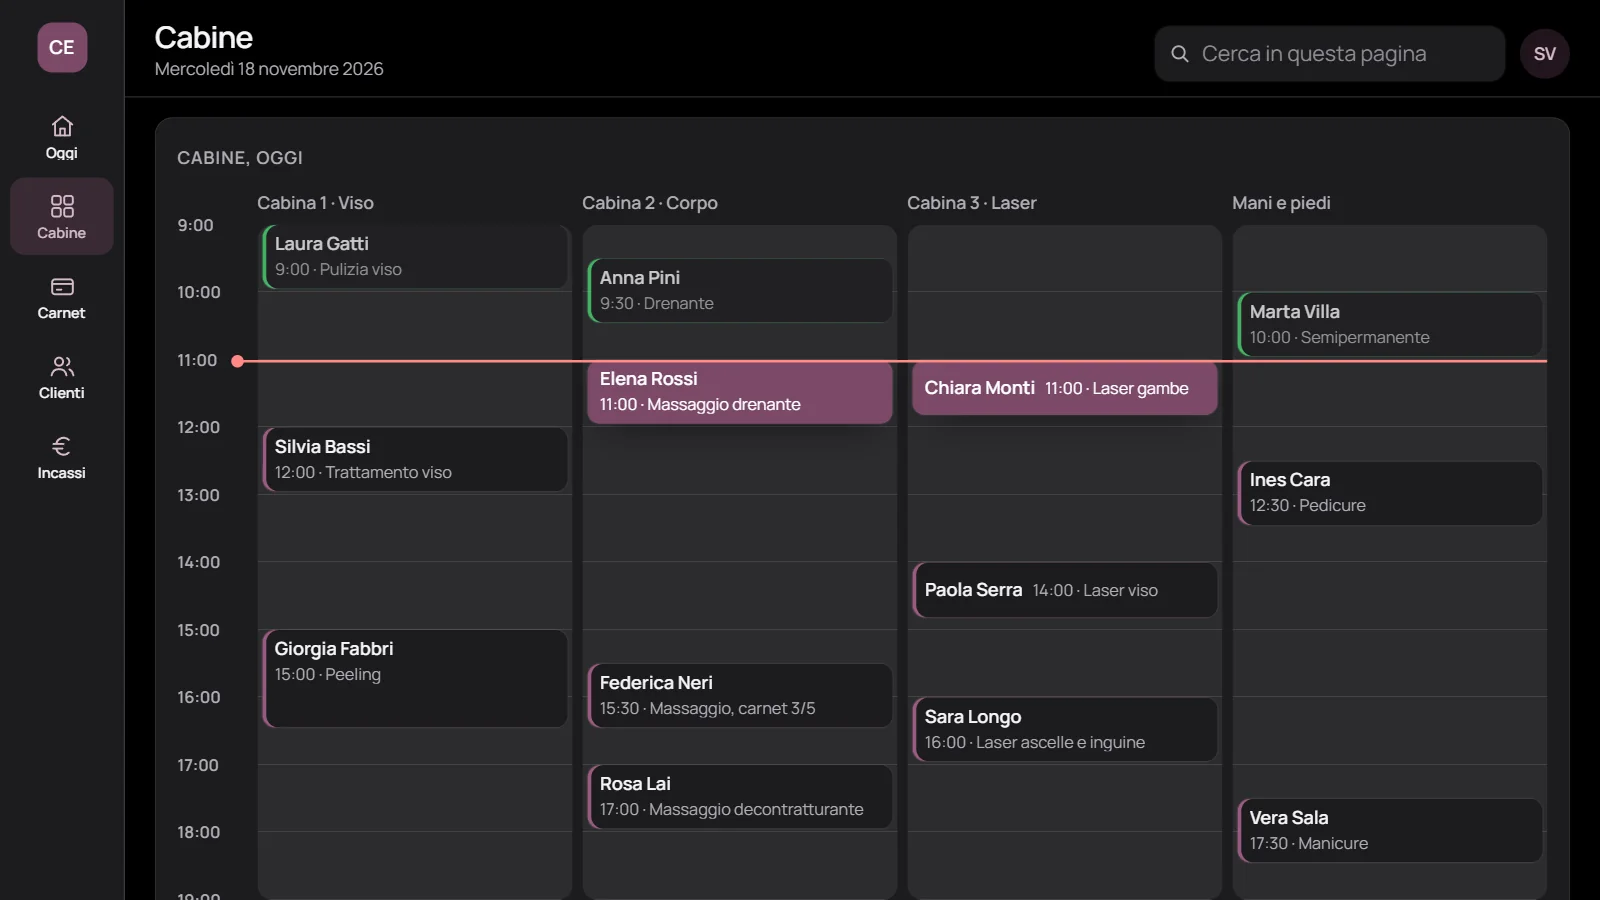 CE
Oggi
Cabine
Carnet
Clienti
Incassi
Cabine
Mercoledì 18 novembre 2026
Cerca in questa pagina
SV
CABINE, OGGI
Cabina 1 · Viso
Cabina 2 · Corpo
Cabina 3 · Laser
Mani e piedi
9:00
10:00
11:00
12:00
13:00
14:00
15:00
16:00
17:00
18:00
19:00
Laura Gatti
9:00 · Pulizia viso
Silvia Bassi
12:00 · Trattamento viso
Giorgia Fabbri
15:00 · Peeling
Anna Pini
9:30 · Drenante
Elena Rossi
11:00 · Massaggio drenante
Federica Neri
15:30 · Massaggio, carnet 3/5
Rosa Lai
17:00 · Massaggio decontratturante
Chiara Monti 11:00 · Laser gambe
Paola Serra 14:00 · Laser viso
Sara Longo
16:00 · Laser ascelle e inguine
Marta Villa
10:00 · Semipermanente
Ines Cara
12:30 · Pedicure
Vera Sala
17:30 · Manicure